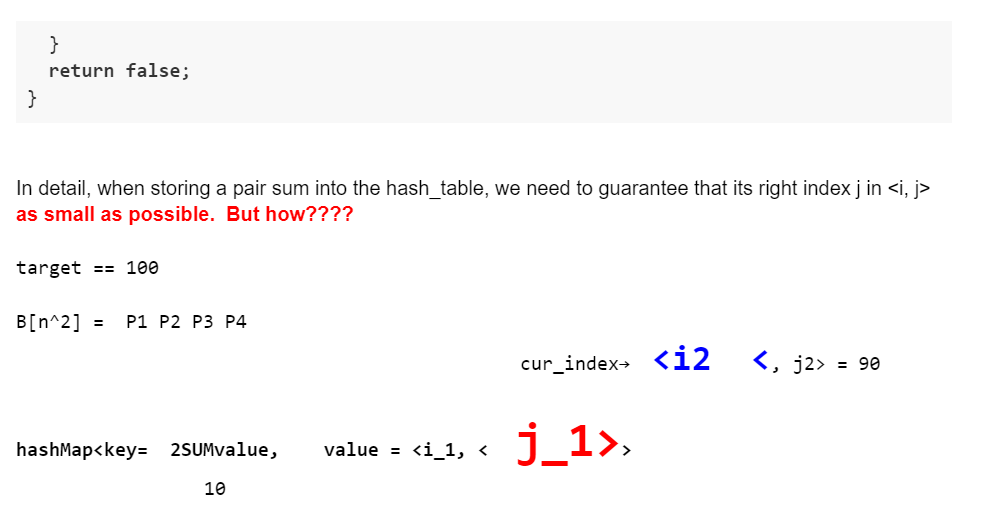 }
return false;
}
In detail, when storing a pair sum into the hash_table, we need to guarantee that its right index j in <i, j>
as small as possible. But how????
target == 100
B[n^2] = P1 P2 P3 P4
cur_index→ <i2 <, j2> = 90
hashMap<key= 2SUMvalue, value = <i_1, < j_1>>
10